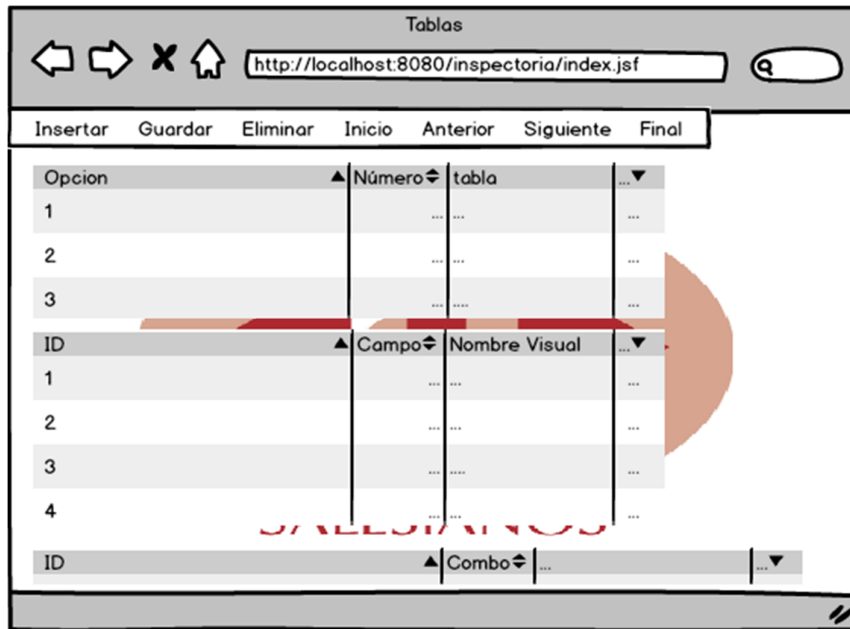 Tablas
http://localhost:8080/inspectoria/index.jsf
Insertar Guardar Eliminar Inicio Anterior Siguiente Final
Opcion Número tabla ...
1 ... ... ...
2 ... ... ...
3 ... .... ...
ID Campo Nombre Visual ...
1 ... ... ...
2 ... ... ...
3 ... .... ...
4 ... ... ...
SALESIANOS
ID Combo ... ...